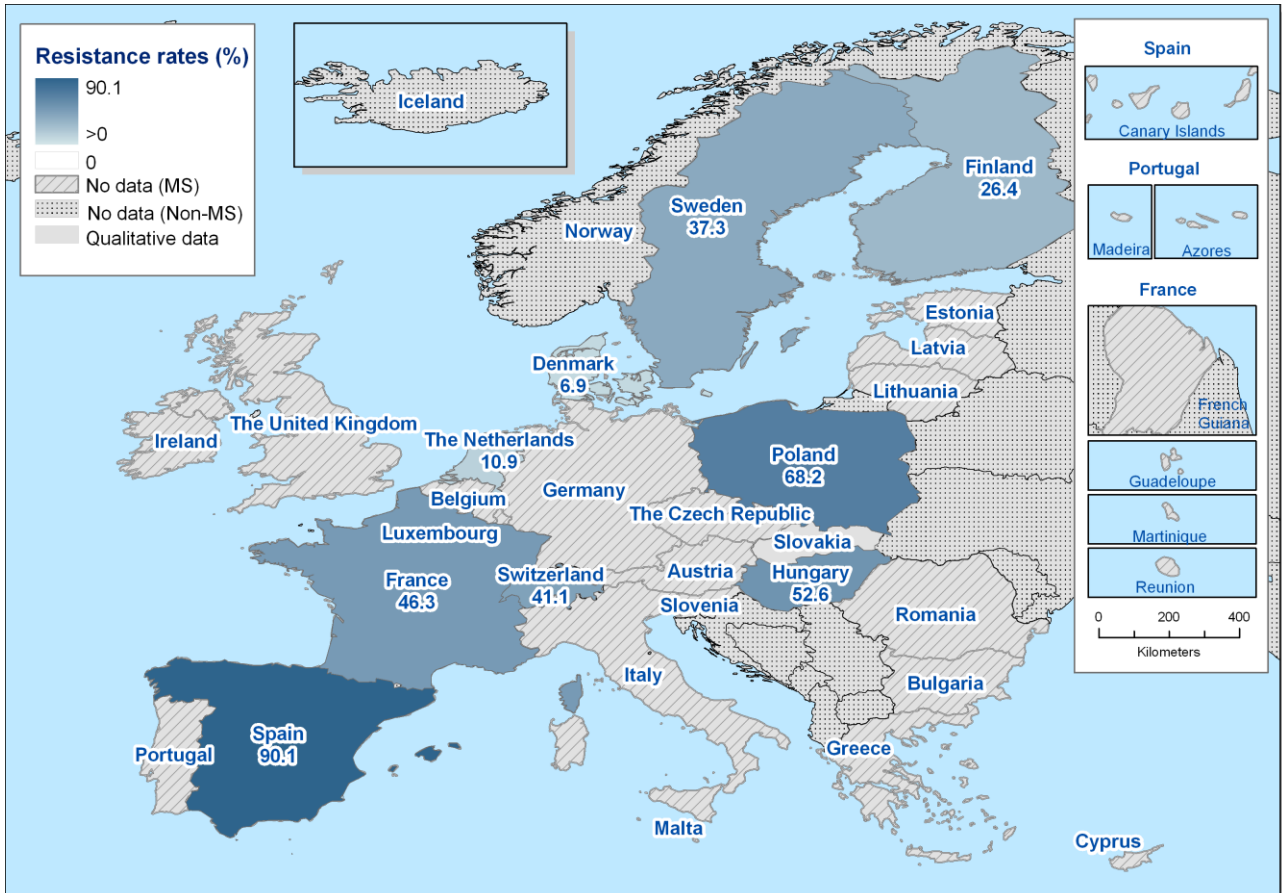 Resistance rates (%)
90.1
>0
0
No data (MS)
No data (Non-MS)
Qualitative data
Iceland
Norway
Sweden
37.3
Finland
26.4
Estonia
Latvia
Lithuania
Denmark
6.9
Ireland
The United Kingdom
The Netherlands
10.9
Belgium
Germany
Poland
68.2
The Czech Republic
Luxembourg
Slovakia
France
46.3
Switzerland
41.1
Austria
Hungary
52.6
Slovenia
Romania
Italy
Bulgaria
Portugal
Spain
90.1
Greece
Malta
Cyprus
Spain
Canary Islands
Portugal
Madeira
Azores
France
French
Guiana
Guadeloupe
Martinique
Reunion
0 200 400
Kilometers